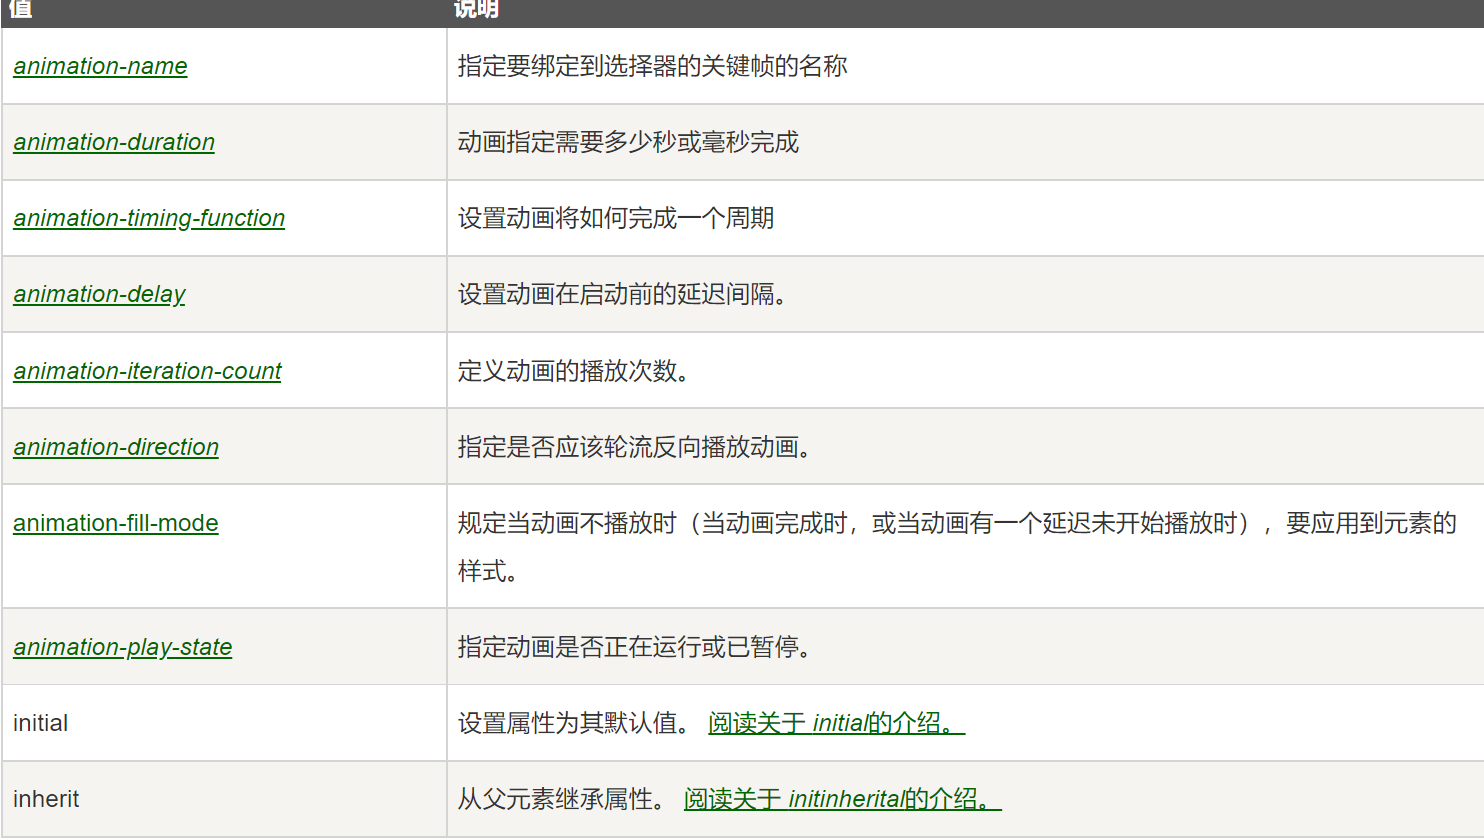 值 说明
animation-name 指定要绑定到选择器的关键帧的名称
animation-duration 动画指定需要多少秒或毫秒完成
animation-timing-function 设置动画将如何完成一个周期
animation-delay 设置动画在启动前的延迟间隔。
animation-iteration-count 定义动画的播放次数。
animation-direction 指定是否应该轮流反向播放动画。
animation-fill-mode 规定当动画不播放时（当动画完成时，或当动画有一个延迟未开始播放时），要应用到元素的
样式。
animation-play-state 指定动画是否正在运行或已暂停。
initial 设置属性为其默认值。 阅读关于 initial的介绍。
inherit 从父元素继承属性。 阅读关于 initinherital的介绍。